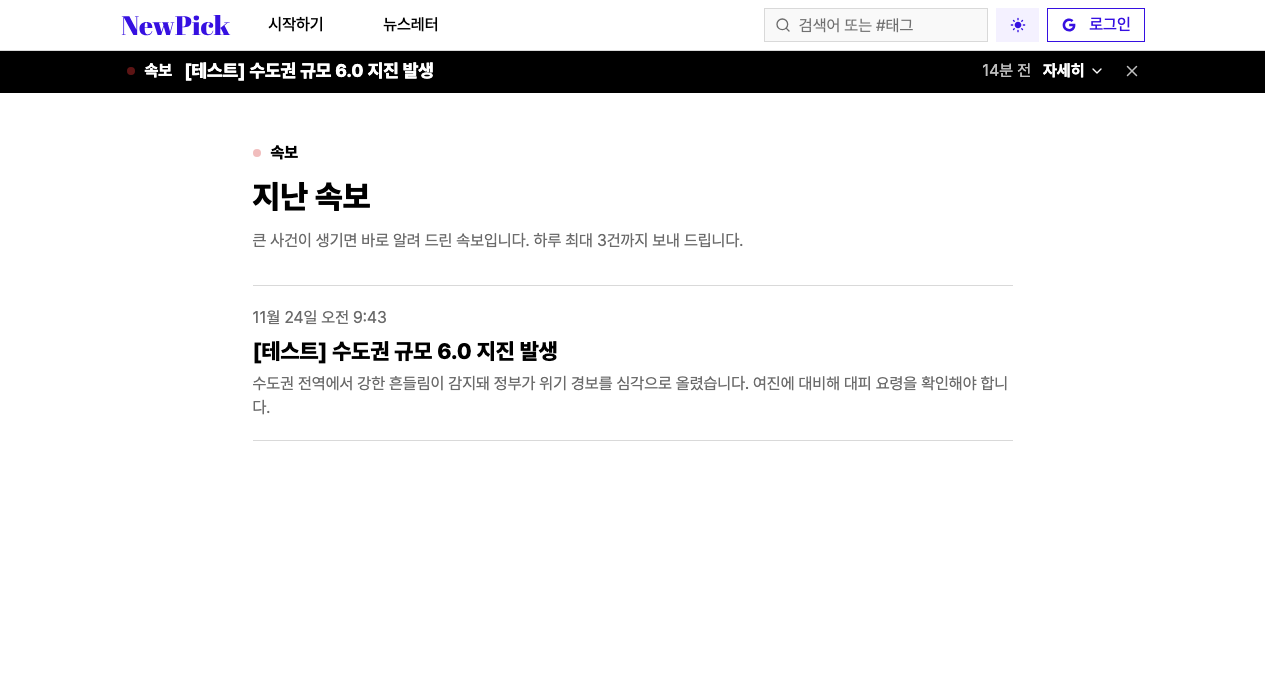 NewPick 시작하기 뉴스레터 검색어 또는 #태그 로그인
속보 [테스트] 수도권 규모 6.0 지진 발생 14분 전 자세히
속보
지난 속보
큰 사건이 생기면 바로 알려 드린 속보입니다. 하루 최대 3건까지 보내 드립니다.
11월 24일 오전 9:43
[테스트] 수도권 규모 6.0 지진 발생
수도권 전역에서 강한 흔들림이 감지돼 정부가 위기 경보를 심각으로 올렸습니다. 여진에 대비해 대피 요령을 확인해야 합니
다.